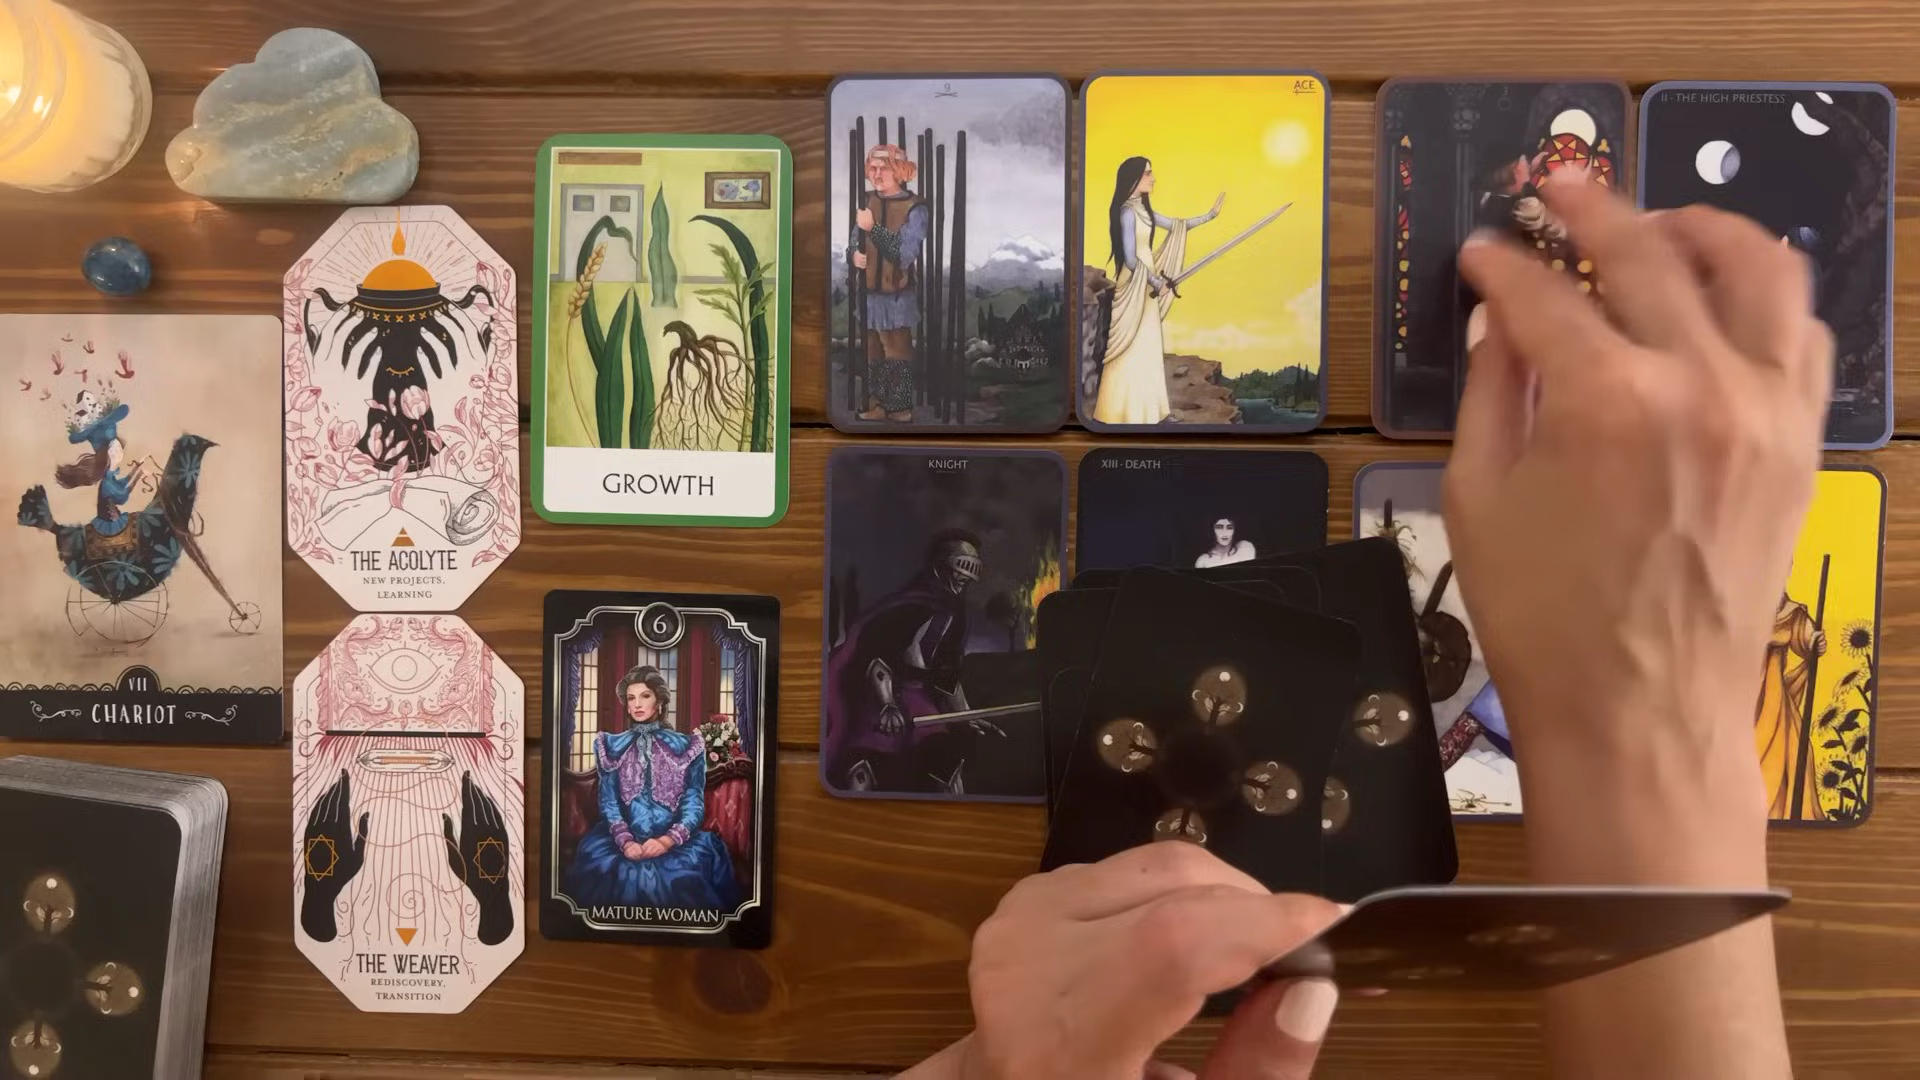 VII
CHARIOT
THE ACOLYTE
NEW PROJECTS,
LEARNING
THE WEAVER
REDISCOVERY,
TRANSITION
GROWTH
6
MATURE WOMAN
9
ACE
3
II · THE HIGH PRIESTESS
KNIGHT
XIII · DEATH